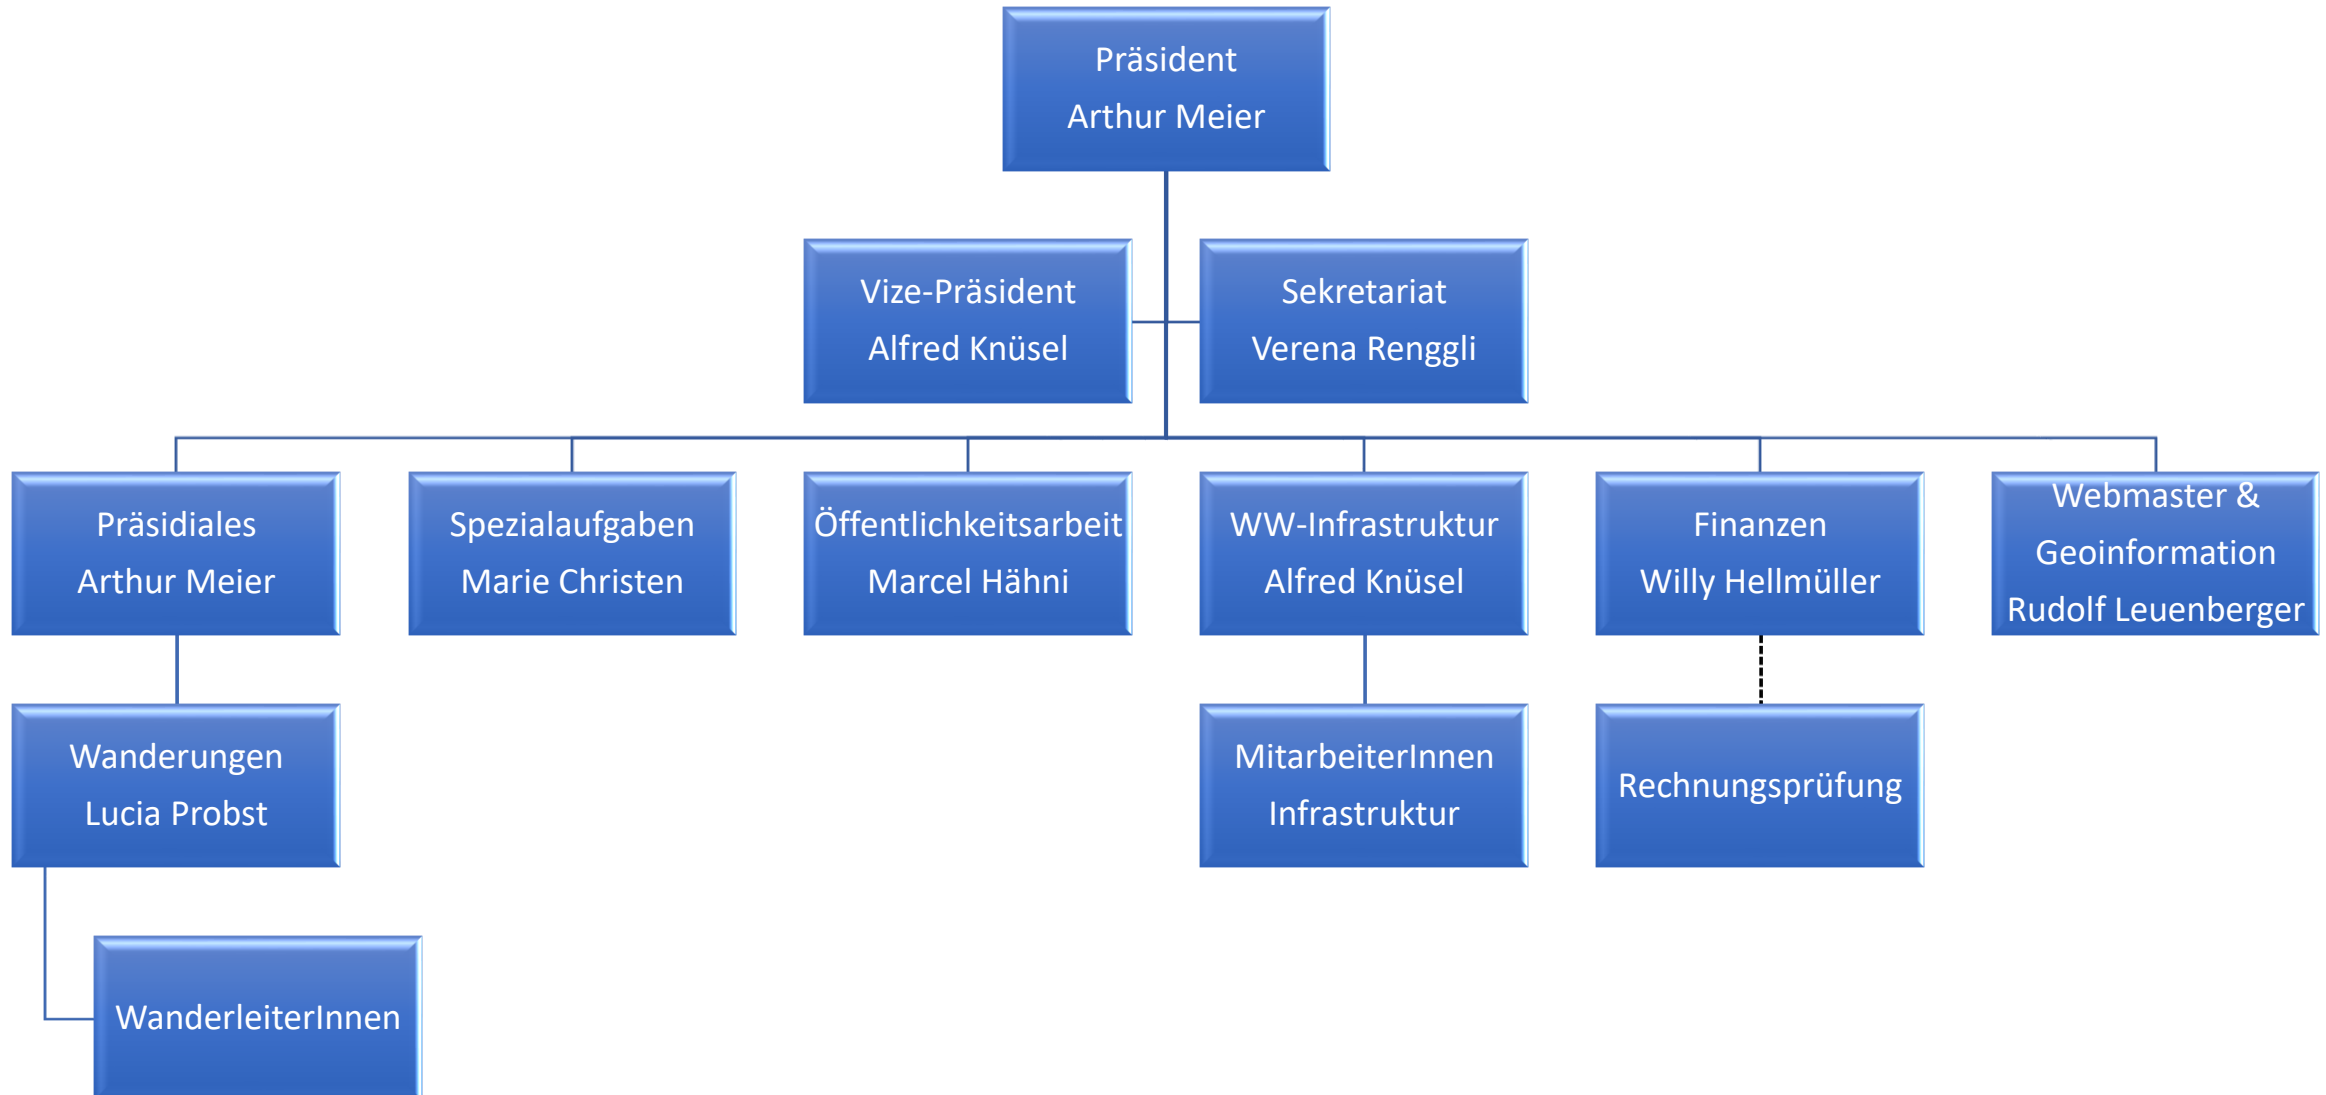 Präsident
Arthur Meier
Vize-Präsident
Alfred Knüsel
Sekretariat
Verena Renggli
Präsidiales
Arthur Meier
Spezialaufgaben
Marie Christen
Öffentlichkeitsarbeit
Marcel Hähni
WW-Infrastruktur
Alfred Knüsel
Finanzen
Willy Hellmüller
Webmaster &
Geoinformation
Rudolf Leuenberger
Wanderungen
Lucia Probst
MitarbeiterInnen
Infrastruktur
Rechnungsprüfung
WanderleiterInnen